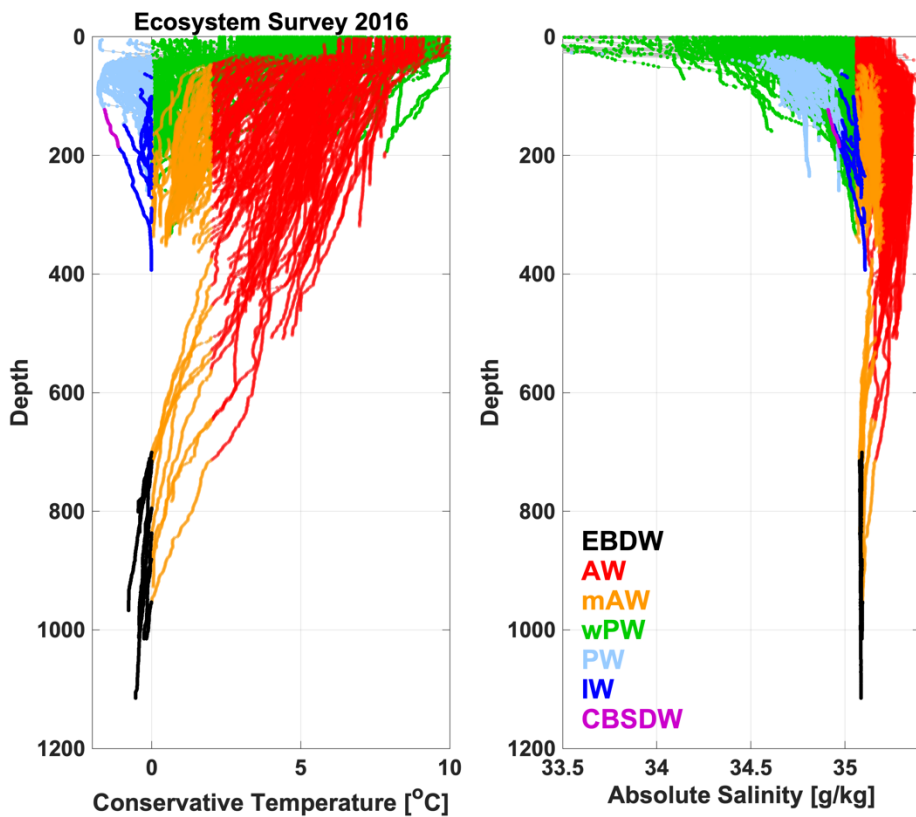 Ecosystem Survey 2016
0
200
400
600
800
1000
1200
Depth
0 5 10
Conservative Temperature [°C]
0
200
400
600
800
1000
1200
Depth
EBDW
AW
mAW
wPW
PW
IW
CBSDW
33.5 34 34.5 35
Absolute Salinity [g/kg]